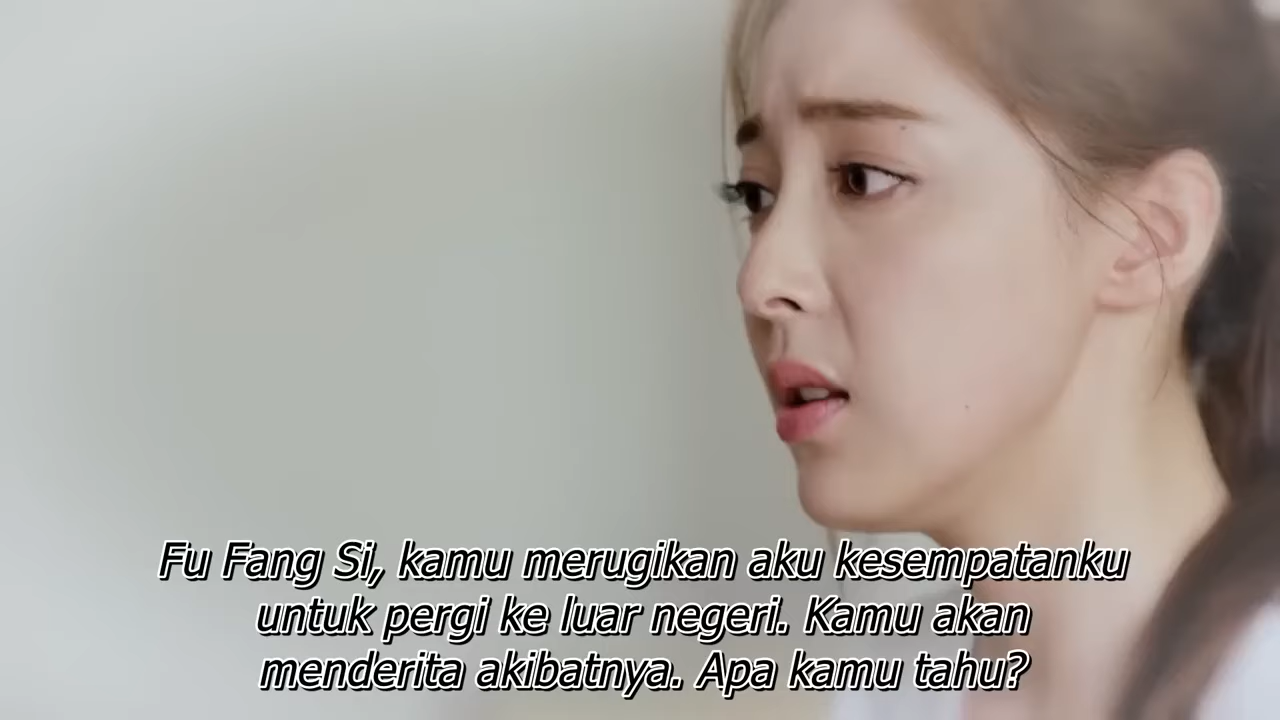 Fu Fang Si, kamu merugikan aku kesempatanku
untuk pergi ke luar negeri. Kamu akan
menderita akibatnya. Apa kamu tahu?